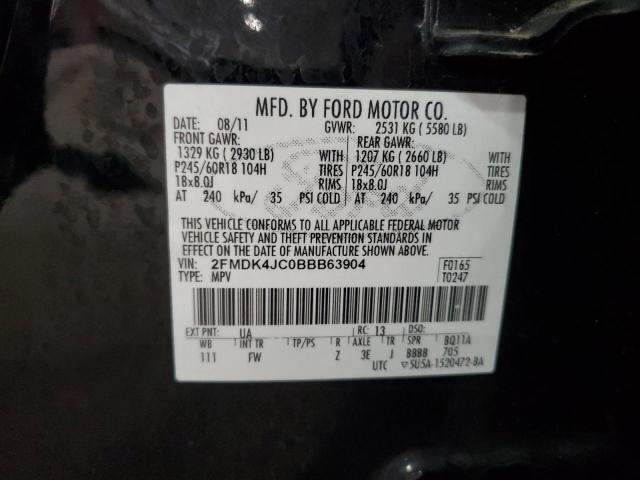 MFD. BY FORD MOTOR CO.
DATE: 08/11 GVWR: 2531 KG ( 5580 LB)
FRONT GAWR: REAR GAWR:
1329 KG ( 2930 LB) WITH 1207 KG ( 2660 LB) WITH
P245/60R18 104H TIRES P245/60R18 104H TIRES
18x8.0J RIMS 18x8.0J RIMS
AT 240 kPa/ 35 PSI COLD AT 240 kPa/ 35 PSI COLD
THIS VEHICLE CONFORMS TO ALL APPLICABLE FEDERAL MOTOR
VEHICLE SAFETY AND THEFT PREVENTION STANDARDS IN
EFFECT ON THE DATE OF MANUFACTURE SHOWN ABOVE.
VIN: 2FMDK4JC0BBB63904 F0165
TYPE: MPV T0247
EXT PNT: UA RC: 13 DSO:
WB INT TR TP/PS R AXLE TR SPR BQ11A
111 FW Z 3E J BBBB 705
UTC ▽5U5A-1520472-BA